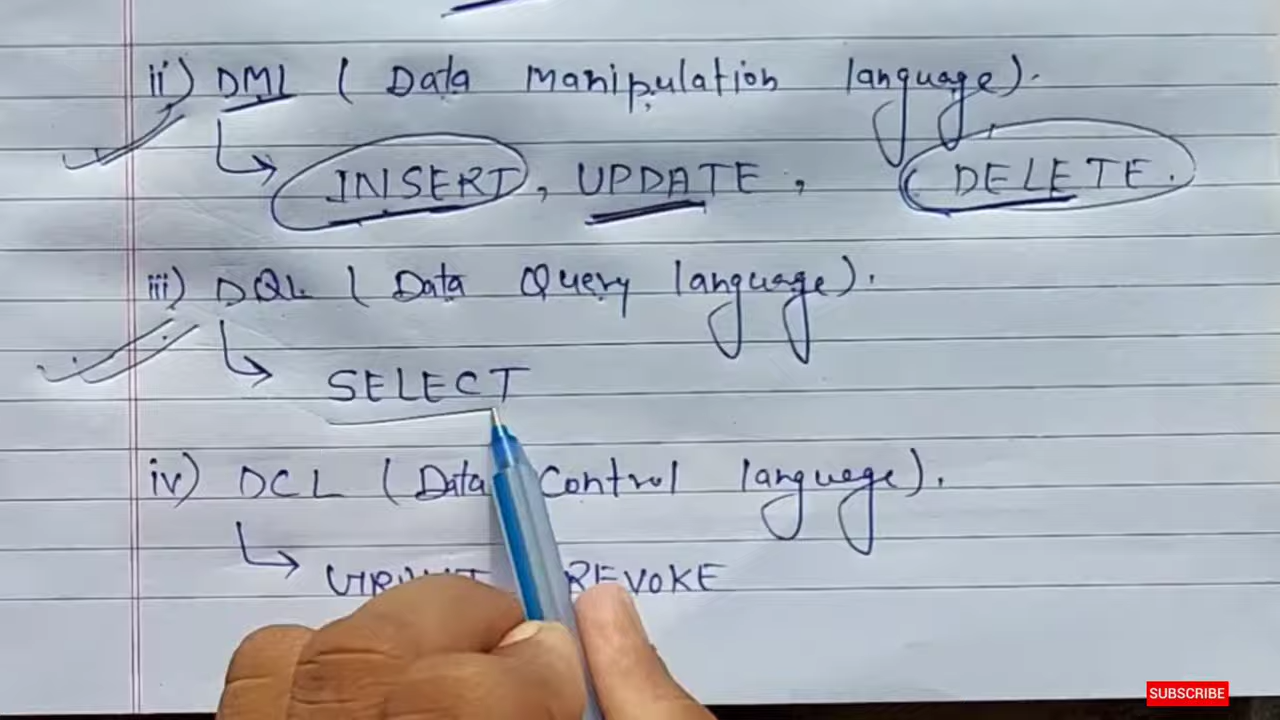 ii) DML ( Data Manipulation language).
INSERT, UPDATE, DELETE.
iii) DQL ( Data Query language).
SELECT
iv) DCL ( Data Control language).
REVOKE
SUBSCRIBE